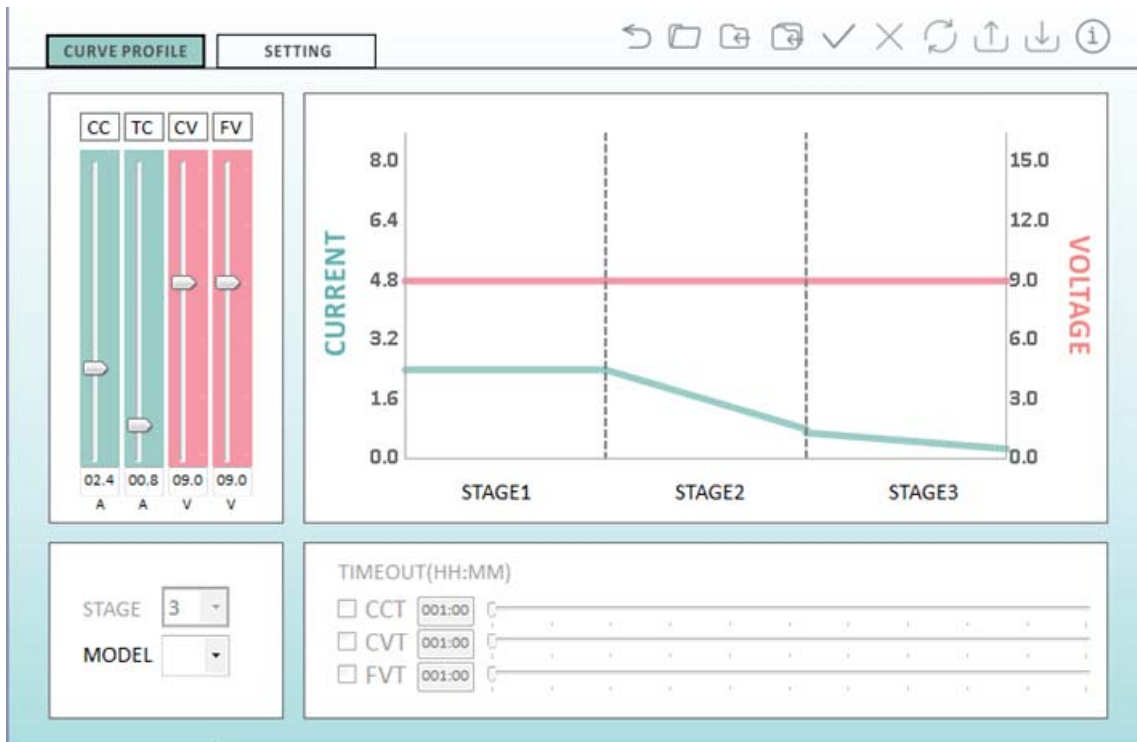 CURVE PROFILE
SETTING
i
CC TC CV FV
02.4 00.8 09.0 09.0
A A V V
CURRENT
8.0
6.4
4.8
3.2
1.6
0.0
15.0
12.0
9.0
6.0
3.0
0.0
VOLTAGE
STAGE1 STAGE2 STAGE3
STAGE 3
MODEL
TIMEOUT(HH:MM)
CCT 001:00
CVT 001:00
FVT 001:00